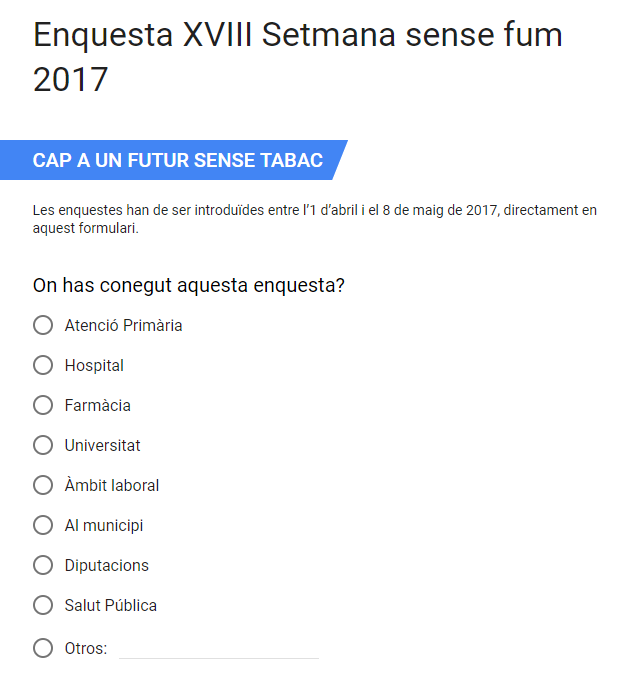 Enquesta XVIII Setmana sense fum
2017
CAP A UN FUTUR SENSE TABAC
Les enquestes han de ser introduïdes entre l'1 d'abril i el 8 de maig de 2017, directament en
aquest formulari.
On has conegut aquesta enquesta?
Atenció Primària
Hospital
Farmàcia
Universitat
Àmbit laboral
Al municipi
Diputacions
Salut Pública
Otros: